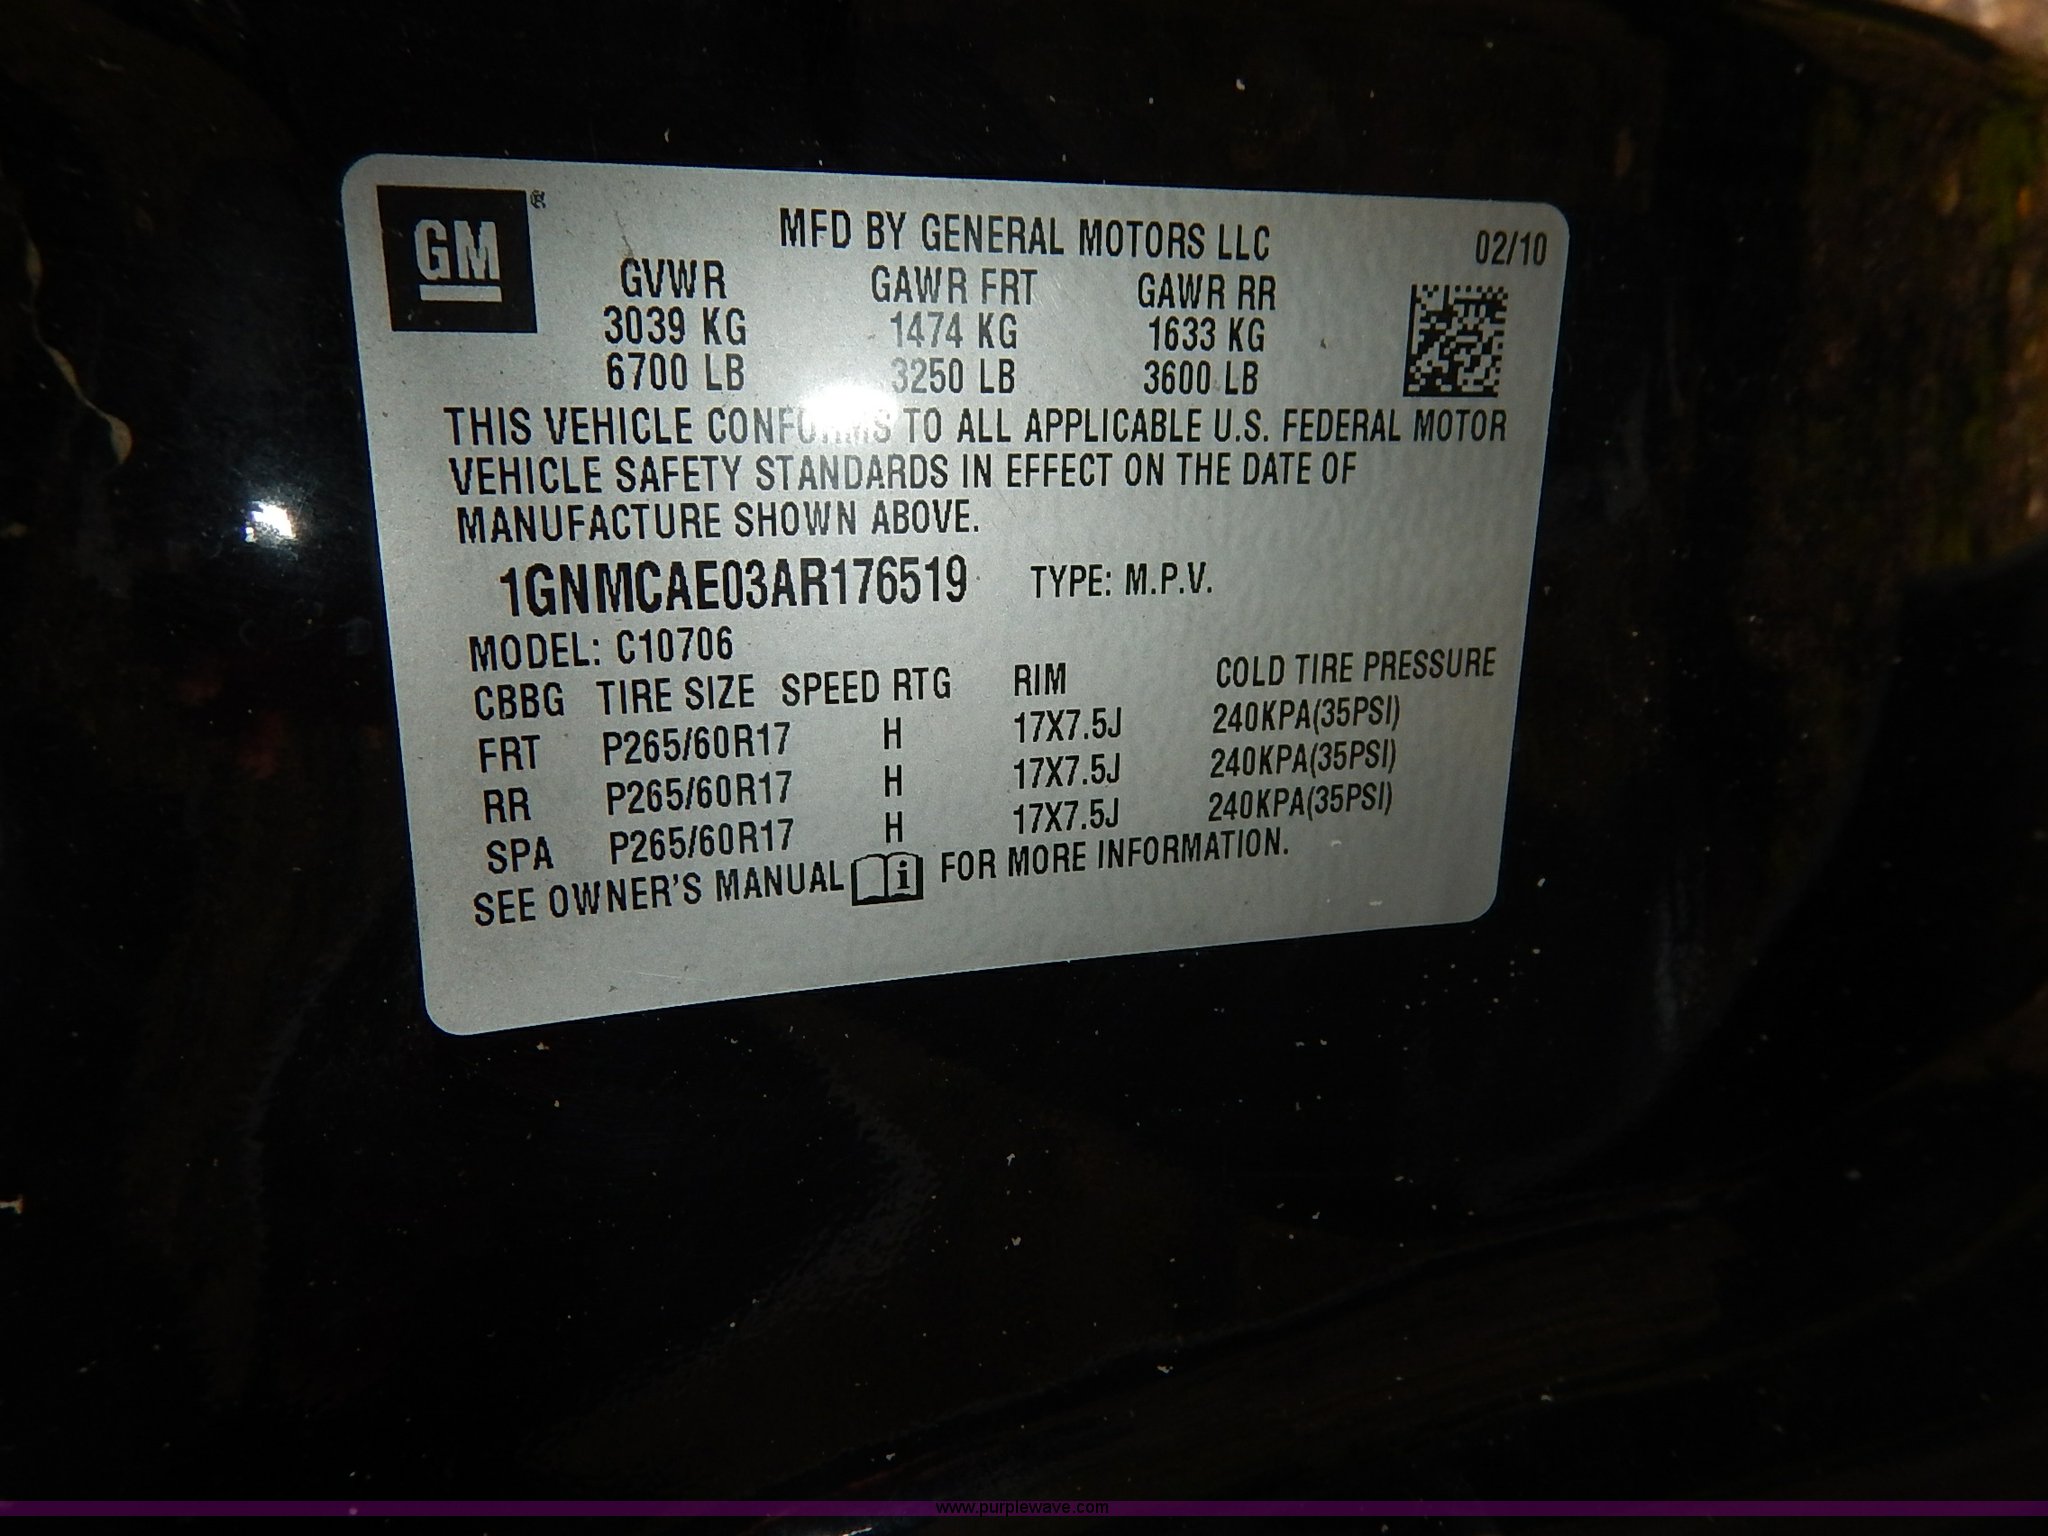 GM ®
MFD BY GENERAL MOTORS LLC 02/10
GVWR GAWR FRT GAWR RR
3039 KG 1474 KG 1633 KG
6700 LB 3250 LB 3600 LB
THIS VEHICLE CONFORMS TO ALL APPLICABLE U.S. FEDERAL MOTOR
VEHICLE SAFETY STANDARDS IN EFFECT ON THE DATE OF
MANUFACTURE SHOWN ABOVE.
1GNMCAE03AR176519 TYPE: M.P.V.
MODEL: C10706
CBBG TIRE SIZE SPEED RTG RIM COLD TIRE PRESSURE
FRT P265/60R17 H 17X7.5J 240KPA(35PSI)
RR P265/60R17 H 17X7.5J 240KPA(35PSI)
SPA P265/60R17 H 17X7.5J 240KPA(35PSI)
SEE OWNER'S MANUAL i FOR MORE INFORMATION.
www.purplewave.com